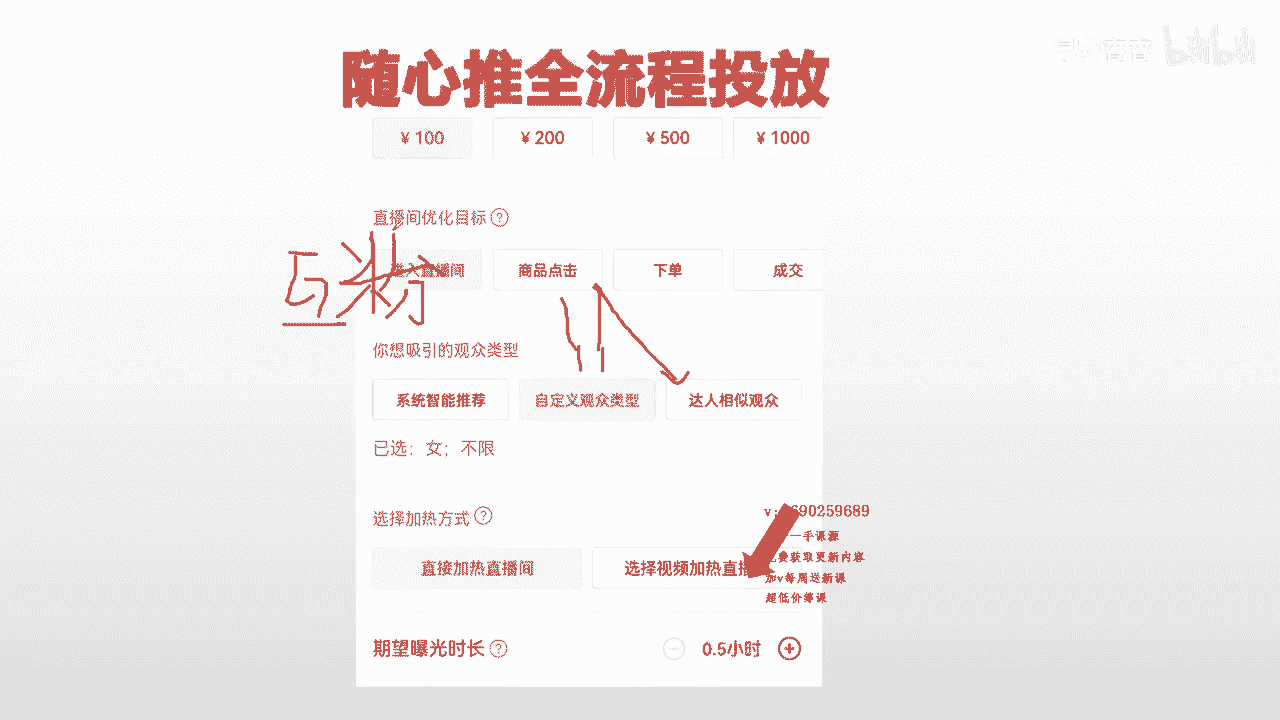 随心推全流程投放
bilibili
¥ 100 ¥ 200 ¥ 500 ¥ 1000
直播间优化目标 ?
进入直播间 商品点击 下单 成交
与粉
你想吸引的观众类型
系统智能推荐 自定义观众类型 达人相似观众
已选：女；不限
选择加热方式 ?
v: 690259689
一手课源
费获取更新内容
直接加热直播间 选择视频加热直播
加v每周送新课
超低价筹课
期望曝光时长 ? − 0.5小时 +